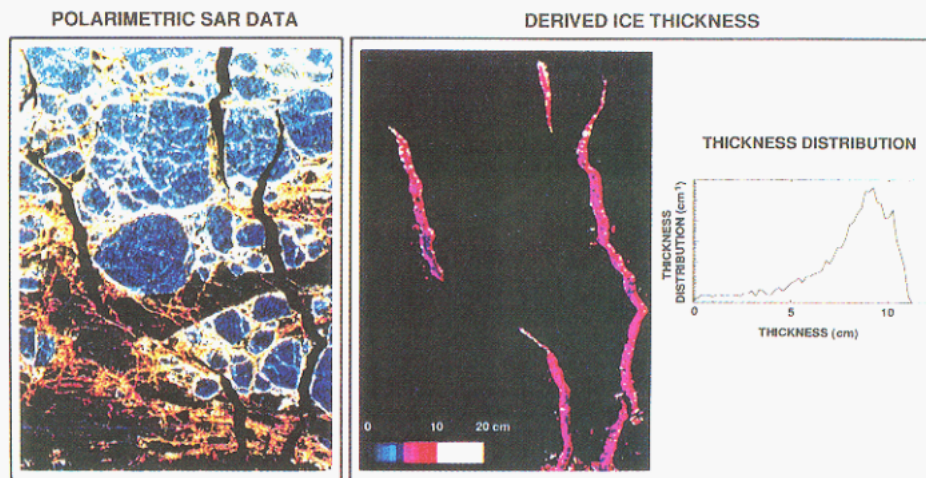 POLARIMETRIC SAR DATA
DERIVED ICE THICKNESS
0 10 20 cm
THICKNESS DISTRIBUTION
THICKNESS
DISTRIBUTION (cm⁻¹)
0 5 10
THICKNESS (cm)